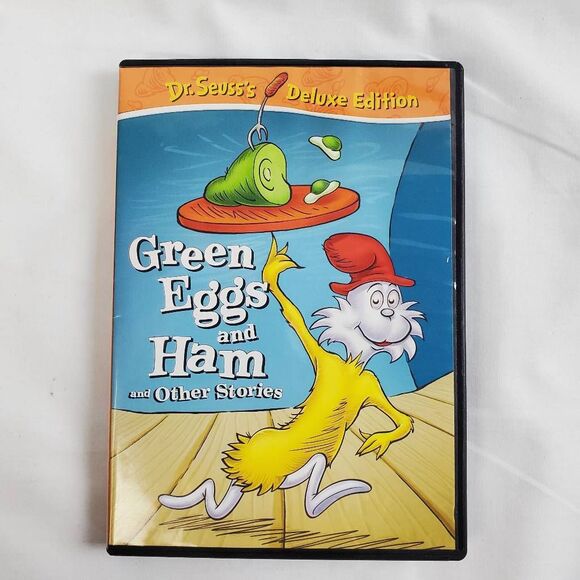 Dr. Seuss's Deluxe Edition
Green
Eggs
and
Ham
and Other Stories